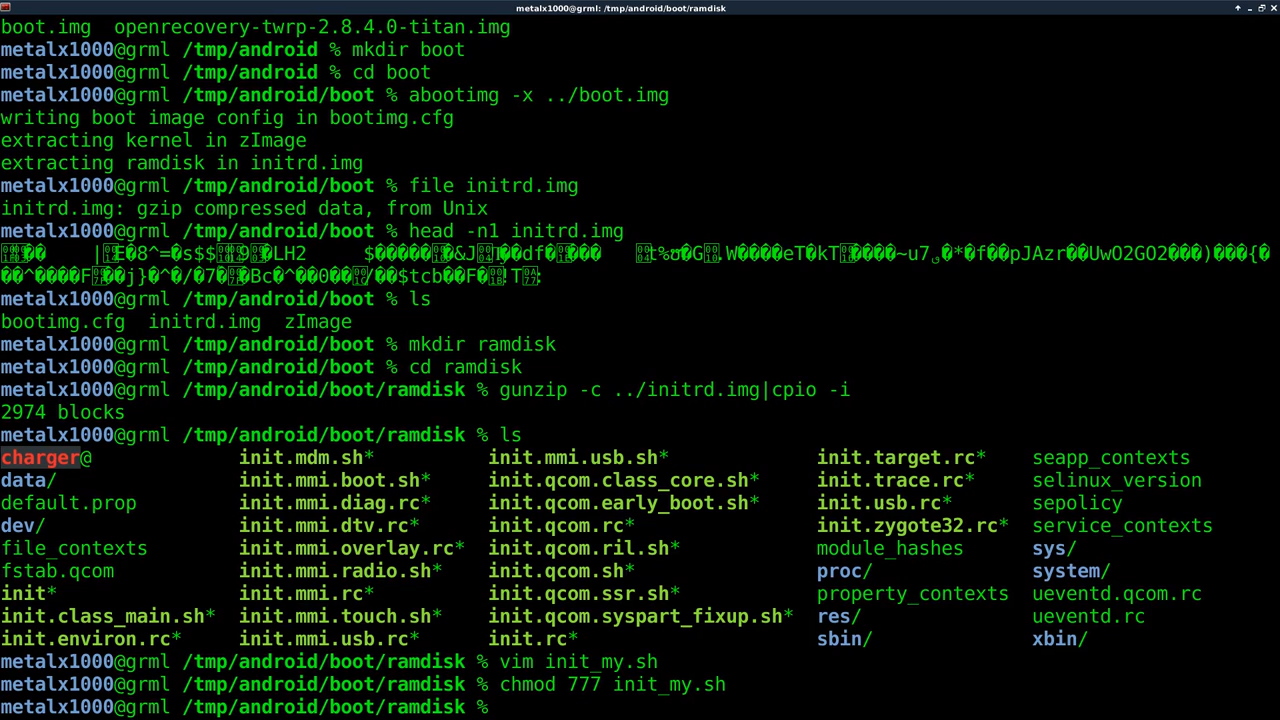 metalx1000@grml: /tmp/android/boot/ramdisk
boot.img  openrecovery-twrp-2.8.4.0-titan.img
metalx1000@grml /tmp/android % mkdir boot
metalx1000@grml /tmp/android % cd boot
metalx1000@grml /tmp/android/boot % abootimg -x ../boot.img
writing boot image config in bootimg.cfg
extracting kernel in zImage
extracting ramdisk in initrd.img
metalx1000@grml /tmp/android/boot % file initrd.img
initrd.img: gzip compressed data, from Unix
metalx1000@grml /tmp/android/boot % head -n1 initrd.img
metalx1000@grml /tmp/android/boot % ls
bootimg.cfg  initrd.img  zImage
metalx1000@grml /tmp/android/boot % mkdir ramdisk
metalx1000@grml /tmp/android/boot % cd ramdisk
metalx1000@grml /tmp/android/boot/ramdisk % gunzip -c ../initrd.img|cpio -i
2974 blocks
metalx1000@grml /tmp/android/boot/ramdisk % ls
charger@  init.mdm.sh*  init.mmi.usb.sh*  init.target.rc*  seapp_contexts
data/  init.mmi.boot.sh*  init.qcom.class_core.sh*  init.trace.rc*  selinux_version
default.prop  init.mmi.diag.rc*  init.qcom.early_boot.sh*  init.usb.rc*  sepolicy
dev/  init.mmi.dtv.rc*  init.qcom.rc*  init.zygote32.rc*  service_contexts
file_contexts  init.mmi.overlay.rc*  init.qcom.ril.sh*  module_hashes  sys/
fstab.qcom  init.mmi.radio.sh*  init.qcom.sh*  proc/  system/
init*  init.mmi.rc*  init.qcom.ssr.sh*  property_contexts  ueventd.qcom.rc
init.class_main.sh*  init.mmi.touch.sh*  init.qcom.syspart_fixup.sh*  res/  ueventd.rc
init.environ.rc*  init.mmi.usb.rc*  init.rc*  sbin/  xbin/
metalx1000@grml /tmp/android/boot/ramdisk % vim init_my.sh
metalx1000@grml /tmp/android/boot/ramdisk % chmod 777 init_my.sh
metalx1000@grml /tmp/android/boot/ramdisk %